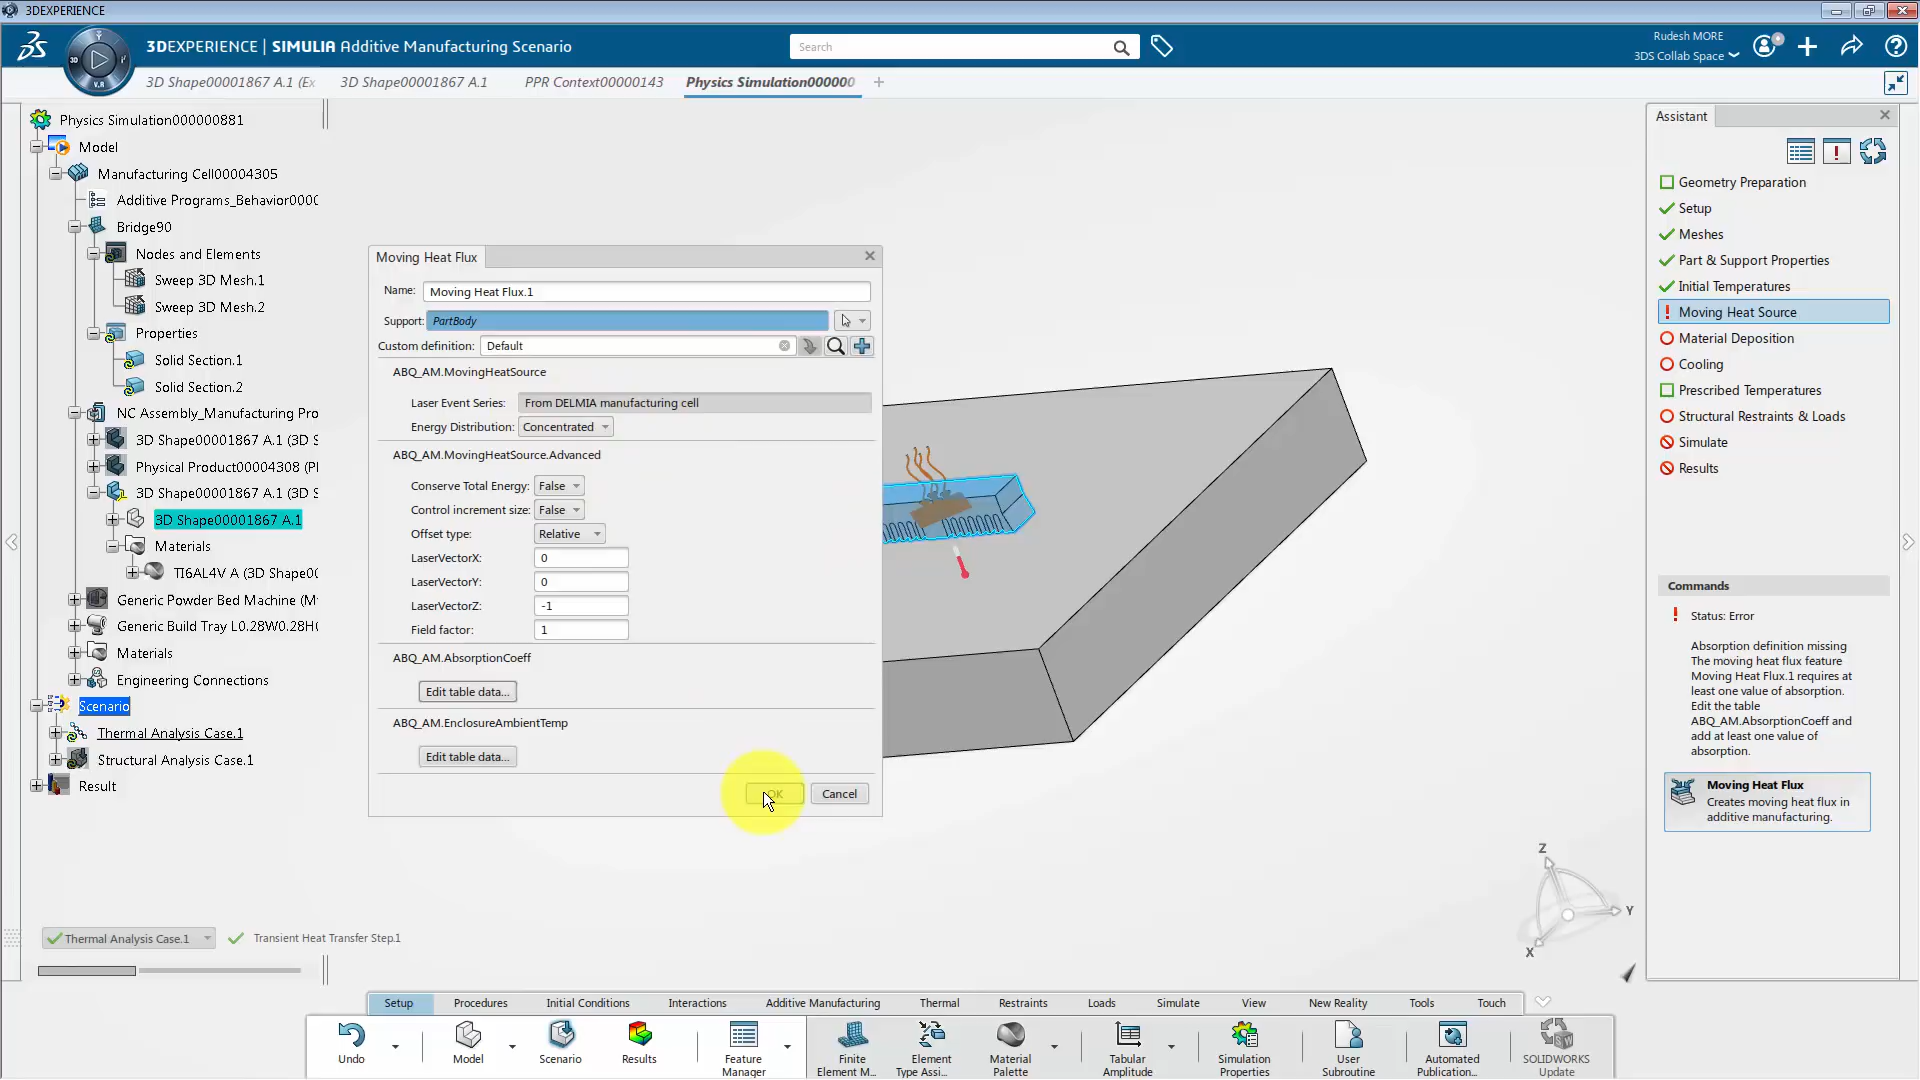 3DEXPERIENCE
3DEXPERIENCE | SIMULIA Additive Manufacturing Scenario
Search
Rudesh MORE
3DS Collab Space
3D Shape00001867 A.1 (Ex
3D Shape00001867 A.1
PPR Context00000143
Physics Simulation000000
Physics Simulation000000881
Model
Manufacturing Cell00004305
Additive Programs_Behavior0000
Bridge90
Nodes and Elements
Sweep 3D Mesh.1
Sweep 3D Mesh.2
Properties
Solid Section.1
Solid Section.2
NC Assembly_Manufacturing Pro
3D Shape00001867 A.1 (3D S
Physical Product00004308 (Pl
3D Shape00001867 A.1 (3D S
3D Shape00001867 A.1
Materials
TI6AL4V A (3D Shape00
Generic Powder Bed Machine (M
Generic Build Tray L0.28W0.28H0
Materials
Engineering Connections
Scenario
Thermal Analysis Case.1
Structural Analysis Case.1
Result
Thermal Analysis Case.1
Transient Heat Transfer Step.1
Moving Heat Flux
Name: Moving Heat Flux.1
Support: PartBody
Custom definition: Default
ABQ_AM.MovingHeatSource
Laser Event Series: From DELMIA manufacturing cell
Energy Distribution: Concentrated
ABQ_AM.MovingHeatSource.Advanced
Conserve Total Energy: False
Control increment size: False
Offset type: Relative
LaserVectorX: 0
LaserVectorY: 0
LaserVectorZ: -1
Field factor: 1
ABQ_AM.AbsorptionCoeff
Edit table data...
ABQ_AM.EnclosureAmbientTemp
Edit table data...
OK
Cancel
Z
Y
X
Assistant
Geometry Preparation
Setup
Meshes
Part & Support Properties
Initial Temperatures
Moving Heat Source
Material Deposition
Cooling
Prescribed Temperatures
Structural Restraints & Loads
Simulate
Results
Commands
Status: Error
Absorption definition missing
The moving heat flux feature
Moving Heat Flux.1 requires at
least one value of absorption.
Edit the table
ABQ_AM.AbsorptionCoeff and
add at least one value of
absorption.
Moving Heat Flux
Creates moving heat flux in
additive manufacturing.
Setup
Procedures
Initial Conditions
Interactions
Additive Manufacturing
Thermal
Restraints
Loads
Simulate
View
New Reality
Tools
Touch
Undo
Model
Scenario
Results
Feature
Manager
Finite
Element M...
Element
Type Assi...
Material
Palette
Tabular
Amplitude
Simulation
Properties
User
Subroutine
Automated
Publication...
SOLIDWORKS
Update